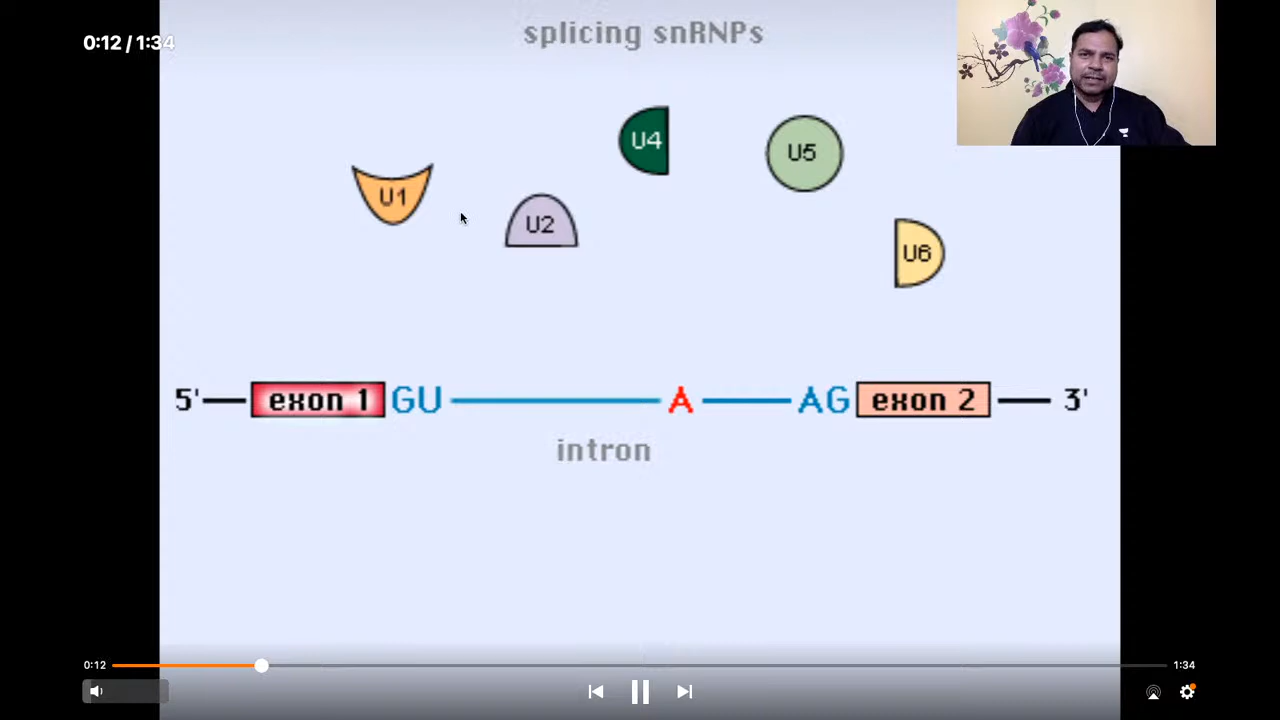 0:12 / 1:34
splicing snRNPs
U4
U5
U1
U2
U6
5' exon 1 GU A AG exon 2 3'
intron
0:12
1:34